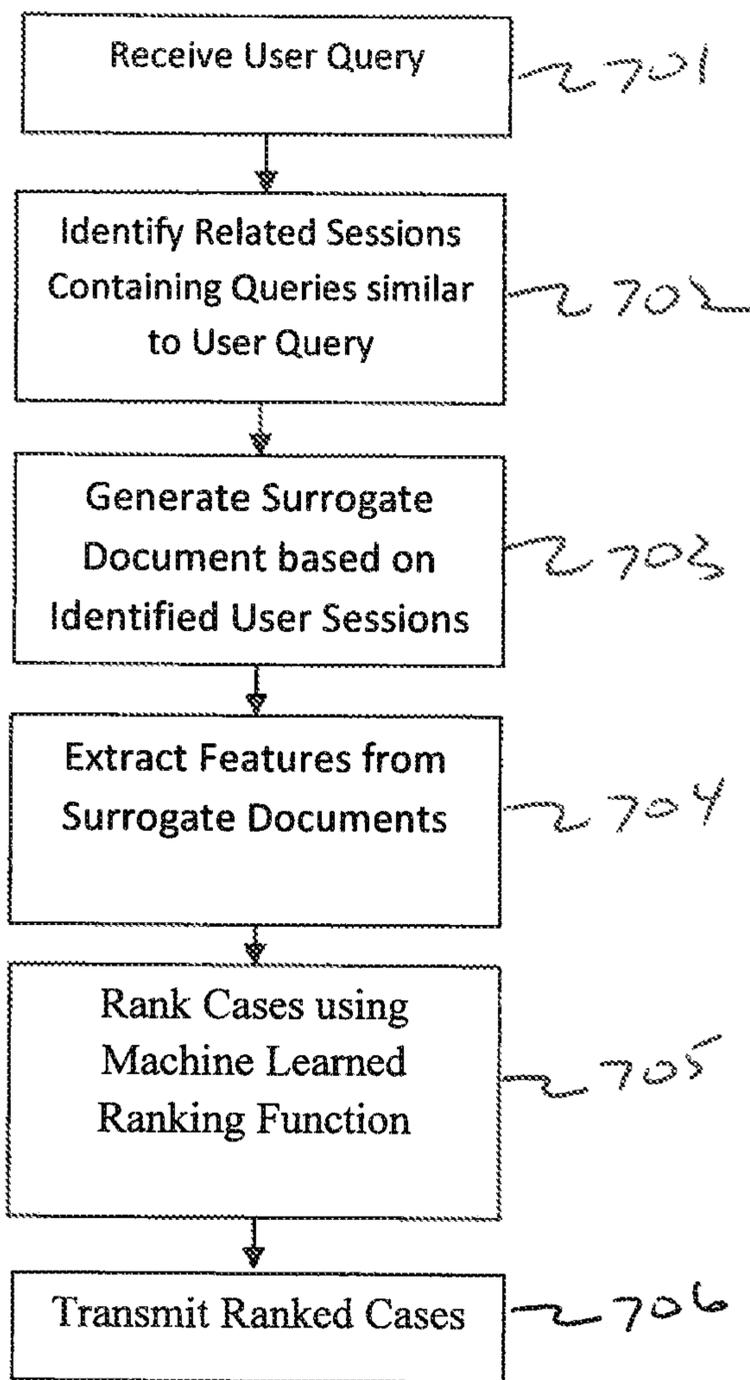 Receive User Query
701
Identify Related Sessions
Containing Queries similar
to User Query
702
Generate Surrogate
Document based on
Identified User Sessions
703
Extract Features from
Surrogate Documents
704
Rank Cases using
Machine Learned
Ranking Function
705
Transmit Ranked Cases
706